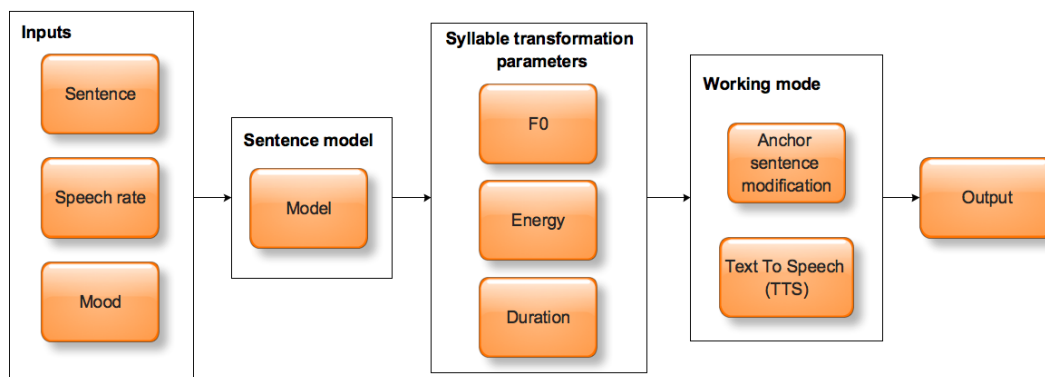 Inputs
Sentence
Speech rate
Mood
Sentence model
Model
Syllable transformation
parameters
F0
Energy
Duration
Working mode
Anchor
sentence
modification
Text To Speech
(TTS)
Output